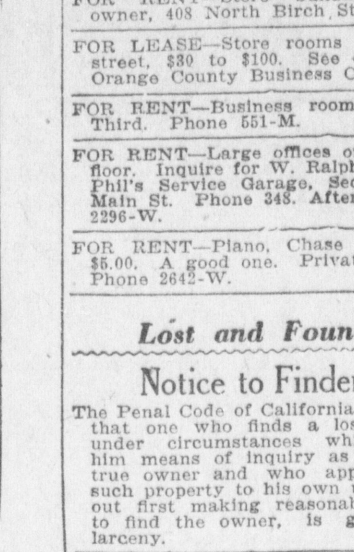 owner, 408 North Birch St
FOR LEASE—Store rooms
street, $30 to $100. See
Orange County Business C
FOR RENT—Business room
Third. Phone 551-M.
FOR RENT—Large offices o
floor. Inquire for W. Ralph
Phil's Service Garage, Sec
Main St. Phone 348. After
2296-W.
FOR RENT—Piano, Chase
$5.00. A good one. Privat
Phone 2642-W.
Lost and Foun
Notice to Finder
The Penal Code of California
that one who finds a los
under circumstances wh
him means of inquiry as
true owner and who app
such property to his own
out first making reasonab
to find the owner, is g
larceny.